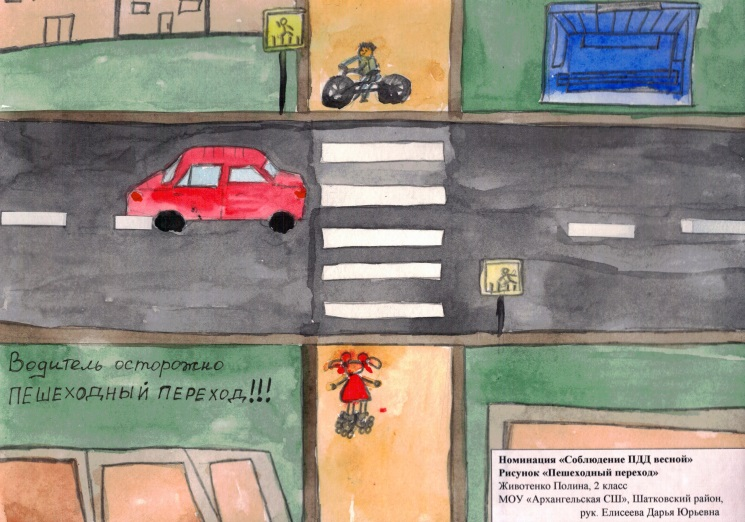 Водитель осторожно
ПЕШЕХОДНЫЙ ПЕРЕХОД!!!
Номинация «Соблюдение ПДД весной»
Рисунок «Пешеходный переход»
Животенко Полина, 2 класс
МОУ «Архангельская СШ», Шатковский район,
рук. Елисеева Дарья Юрьевна